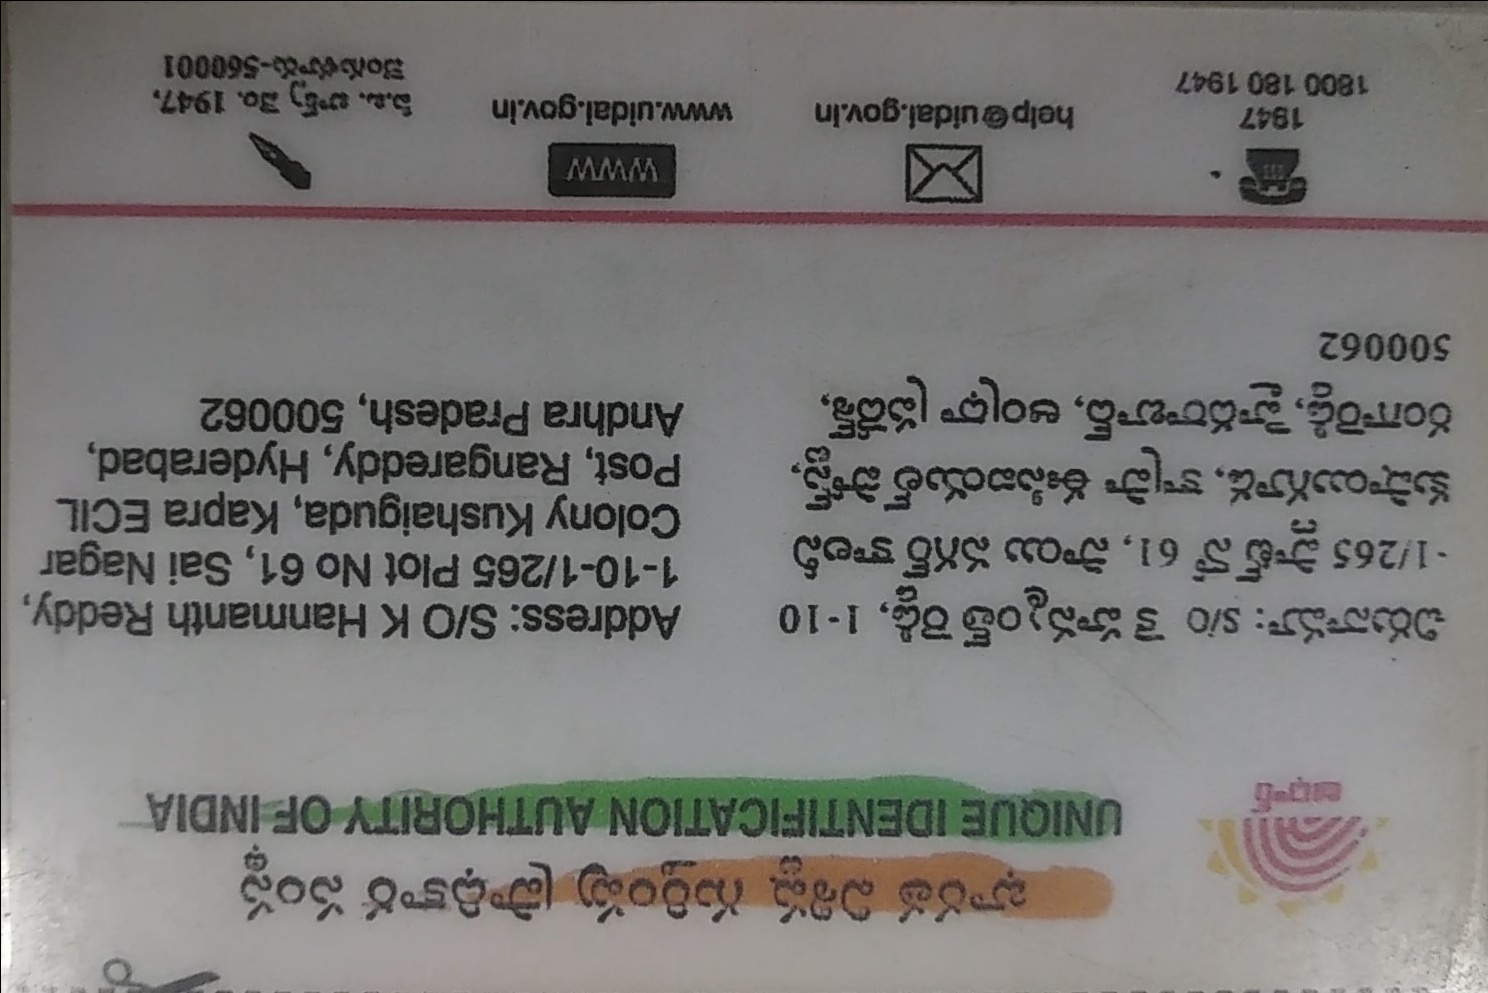 భారత విశిష్ట గుర్తింపు ప్రాధికార సంస్థ
UNIQUE IDENTIFICATION AUTHORITY OF INDIA
ఆధార్
చిరునామా: S/O కె హన్మంత్ రెడ్డి, 1-10
-1/265 ప్లాట్ నో 61, సాయి నగర్ కాలనీ
కుషాయిగూడ, కాప్రా ఈసిఐఎల్ పోస్ట్,
రంగారెడ్డి, హైదరాబాద్, ఆంధ్రా ప్రదేశ్,
500062
Address: S/O K Hanmanth Reddy,
1-10-1/265 Plot No 61, Sai Nagar
Colony Kushaiguda, Kapra ECIL
Post, Rangareddy, Hyderabad,
Andhra Pradesh, 500062
1947
1800 180 1947
help@uidai.gov.in
WWW
www.uidai.gov.in
పి.ఒ. బాక్స్ నెం. 1947,
బెంగుళూరు-560001